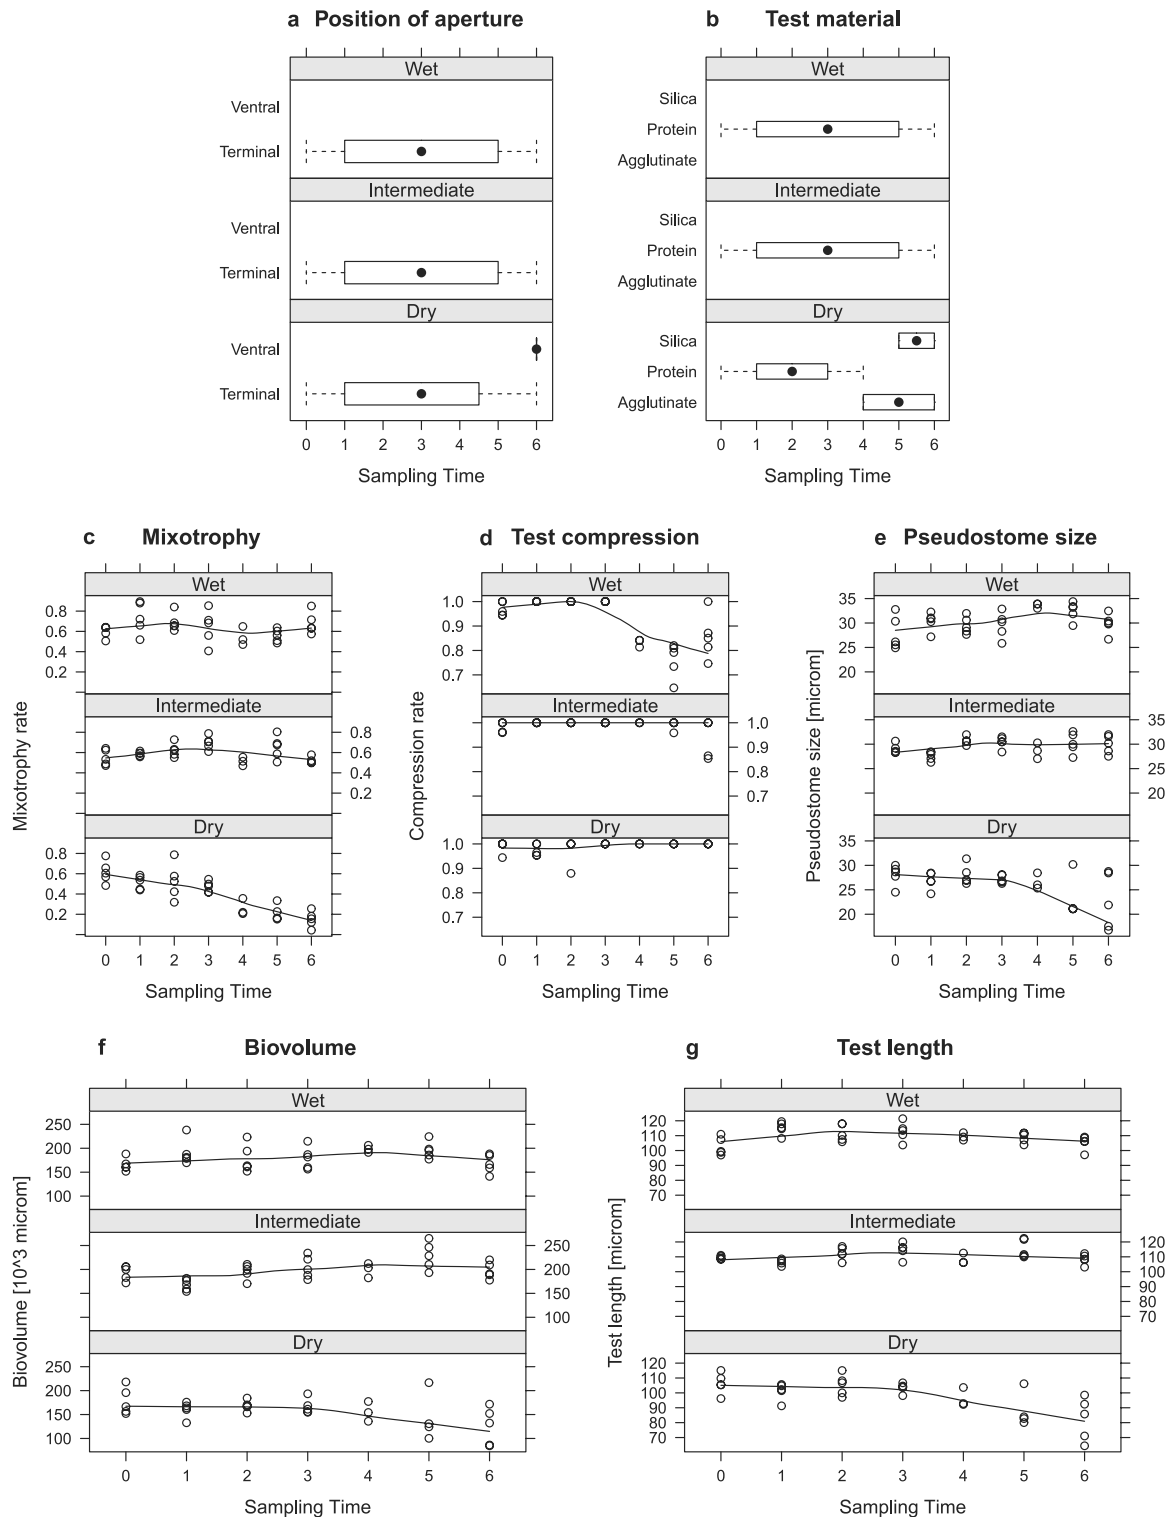 a Position of aperture
b Test material
Wet
Ventral
Terminal
Intermediate
Ventral
Terminal
Dry
Ventral
Terminal
0 1 2 3 4 5 6
Sampling Time
Wet
Silica
Protein
Agglutinate
Intermediate
Silica
Protein
Agglutinate
Dry
Silica
Protein
Agglutinate
0 1 2 3 4 5 6
Sampling Time
c Mixotrophy
Mixotrophy rate
Wet
0.8
0.6
0.4
0.2
Intermediate
0.8
0.6
0.4
0.2
Dry
0.8
0.6
0.4
0.2
0 1 2 3 4 5 6
Sampling Time
d Test compression
Compression rate
Wet
1.0
0.9
0.8
0.7
Intermediate
1.0
0.9
0.8
0.7
Dry
1.0
0.9
0.8
0.7
0 1 2 3 4 5 6
Sampling Time
e Pseudostome size
Pseudostome size [microm]
Wet
35
30
25
20
Intermediate
35
30
25
20
Dry
35
30
25
20
0 1 2 3 4 5 6
Sampling Time
f Biovolume
Biovolume [10^3 microm]
Wet
250
200
150
100
Intermediate
250
200
150
100
Dry
250
200
150
100
0 1 2 3 4 5 6
Sampling Time
g Test length
Test length [microm]
Wet
120
110
100
90
80
70
Intermediate
120
110
100
90
80
70
Dry
120
110
100
90
80
70
0 1 2 3 4 5 6
Sampling Time